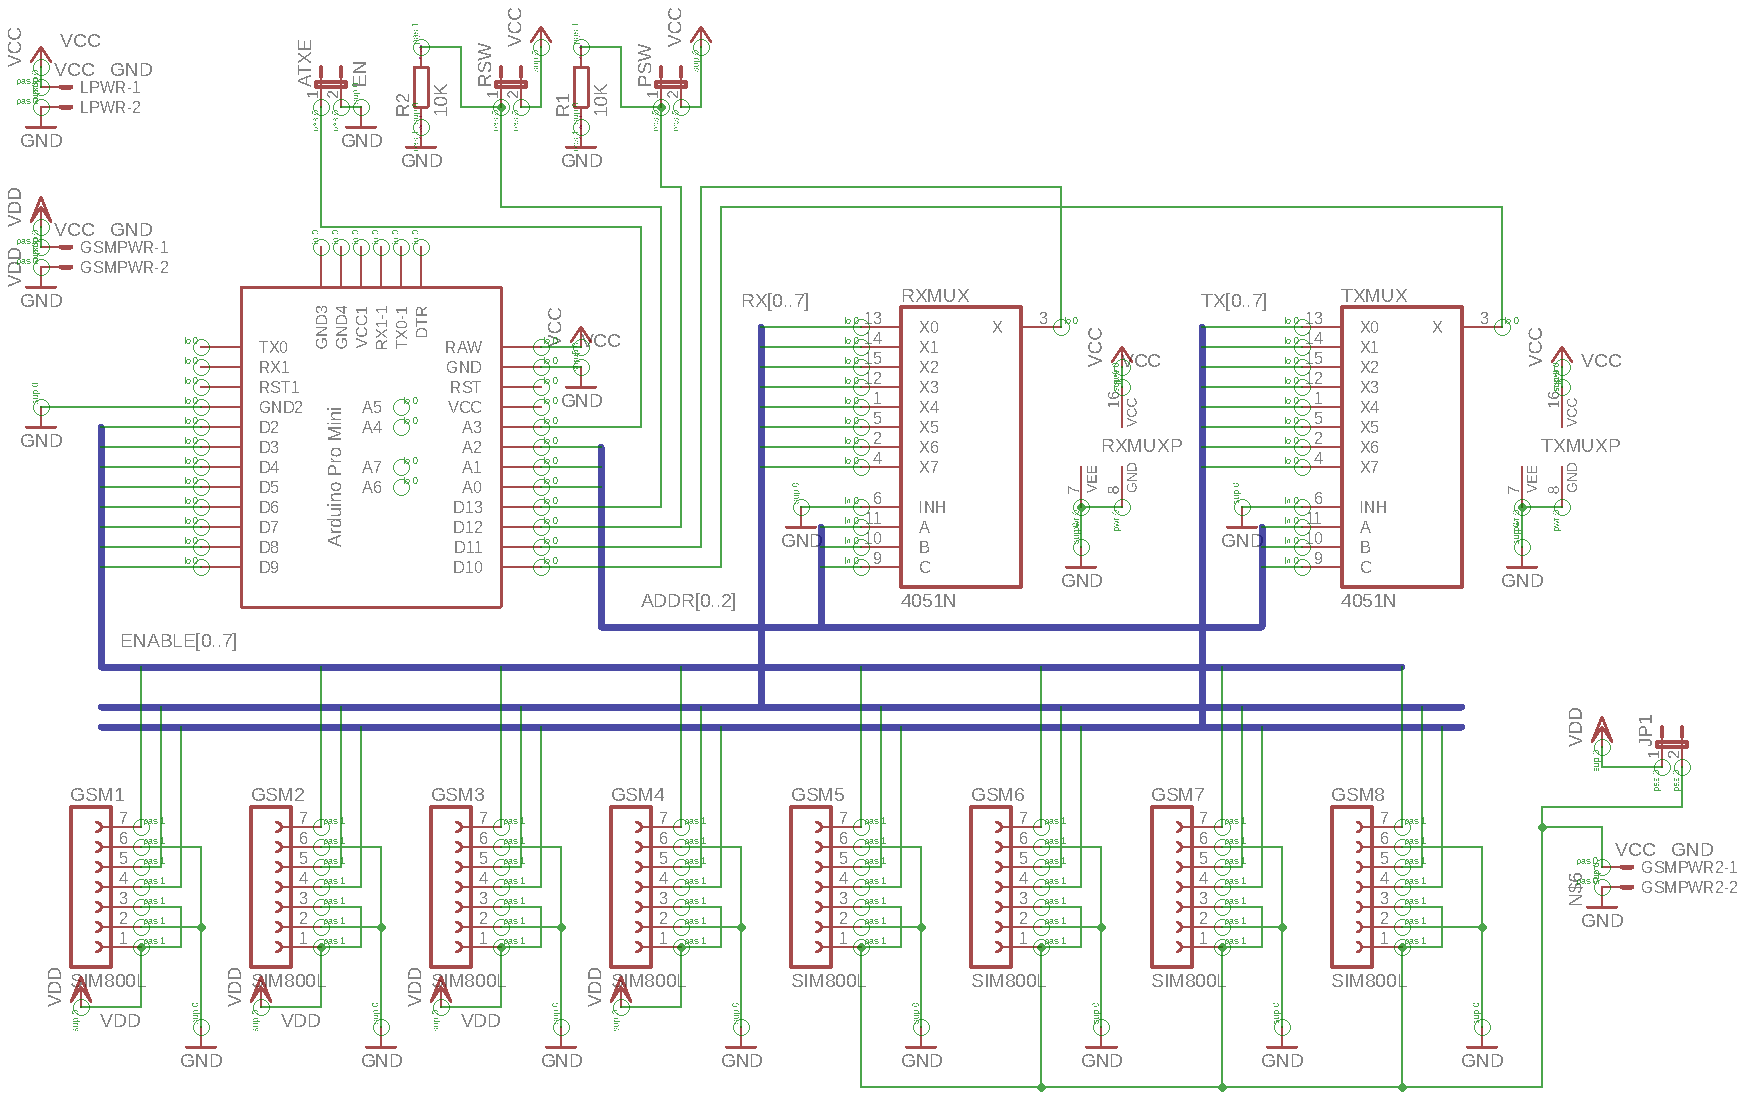 VCC
VCC
VCC GND
LPWR-1
LPWR-2
GND
ATXE
EN
1
2
GND
R2
10K
GND
RSW
1
2
VCC
R1
10K
GND
PSW
1
2
VCC
VDD
VDD
VCC GND
GSMPWR-1
GSMPWR-2
GND
GND3
GND4
VCC1
RX1-1
TX0-1
DTR
TX0
RX1
RST1
GND2
D2
D3
D4
D5
D6
D7
D8
D9
Arduino Pro Mini
A5
A4
A7
A6
RAW
GND
RST
VCC
A3
A2
A1
A0
D13
D12
D11
D10
GND
VCC
VCC
GND
RX[0..7]
RXMUX
13 X0 X 3
14 X1
15 X2
12 X3
1 X4
5 X5
2 X6
4 X7
6 INH
11 A
10 B
9 C
4051N
GND
VCC
VCC
16
VCC
RXMUXP
7
VEE
8
GND
GND
TX[0..7]
TXMUX
13 X0 X 3
14 X1
15 X2
12 X3
1 X4
5 X5
2 X6
4 X7
6 INH
11 A
10 B
9 C
4051N
GND
VCC
VCC
16
VCC
TXMUXP
7
VEE
8
GND
GND
ADDR[0..2]
ENABLE[0..7]
GSM1
7
6
5
4
3
2
1
SIM800L
VDD
VDD
GND
GSM2
7
6
5
4
3
2
1
SIM800L
VDD
VDD
GND
GSM3
7
6
5
4
3
2
1
SIM800L
VDD
VDD
GND
GSM4
7
6
5
4
3
2
1
SIM800L
VDD
GND
GSM5
7
6
5
4
3
2
1
SIM800L
GND
GSM6
7
6
5
4
3
2
1
SIM800L
GND
GSM7
7
6
5
4
3
2
1
SIM800L
GND
GSM8
7
6
5
4
3
2
1
SIM800L
GND
VDD
JP1
1
2
VCC GND
GSMPWR2-1
GSMPWR2-2
N$6
GND